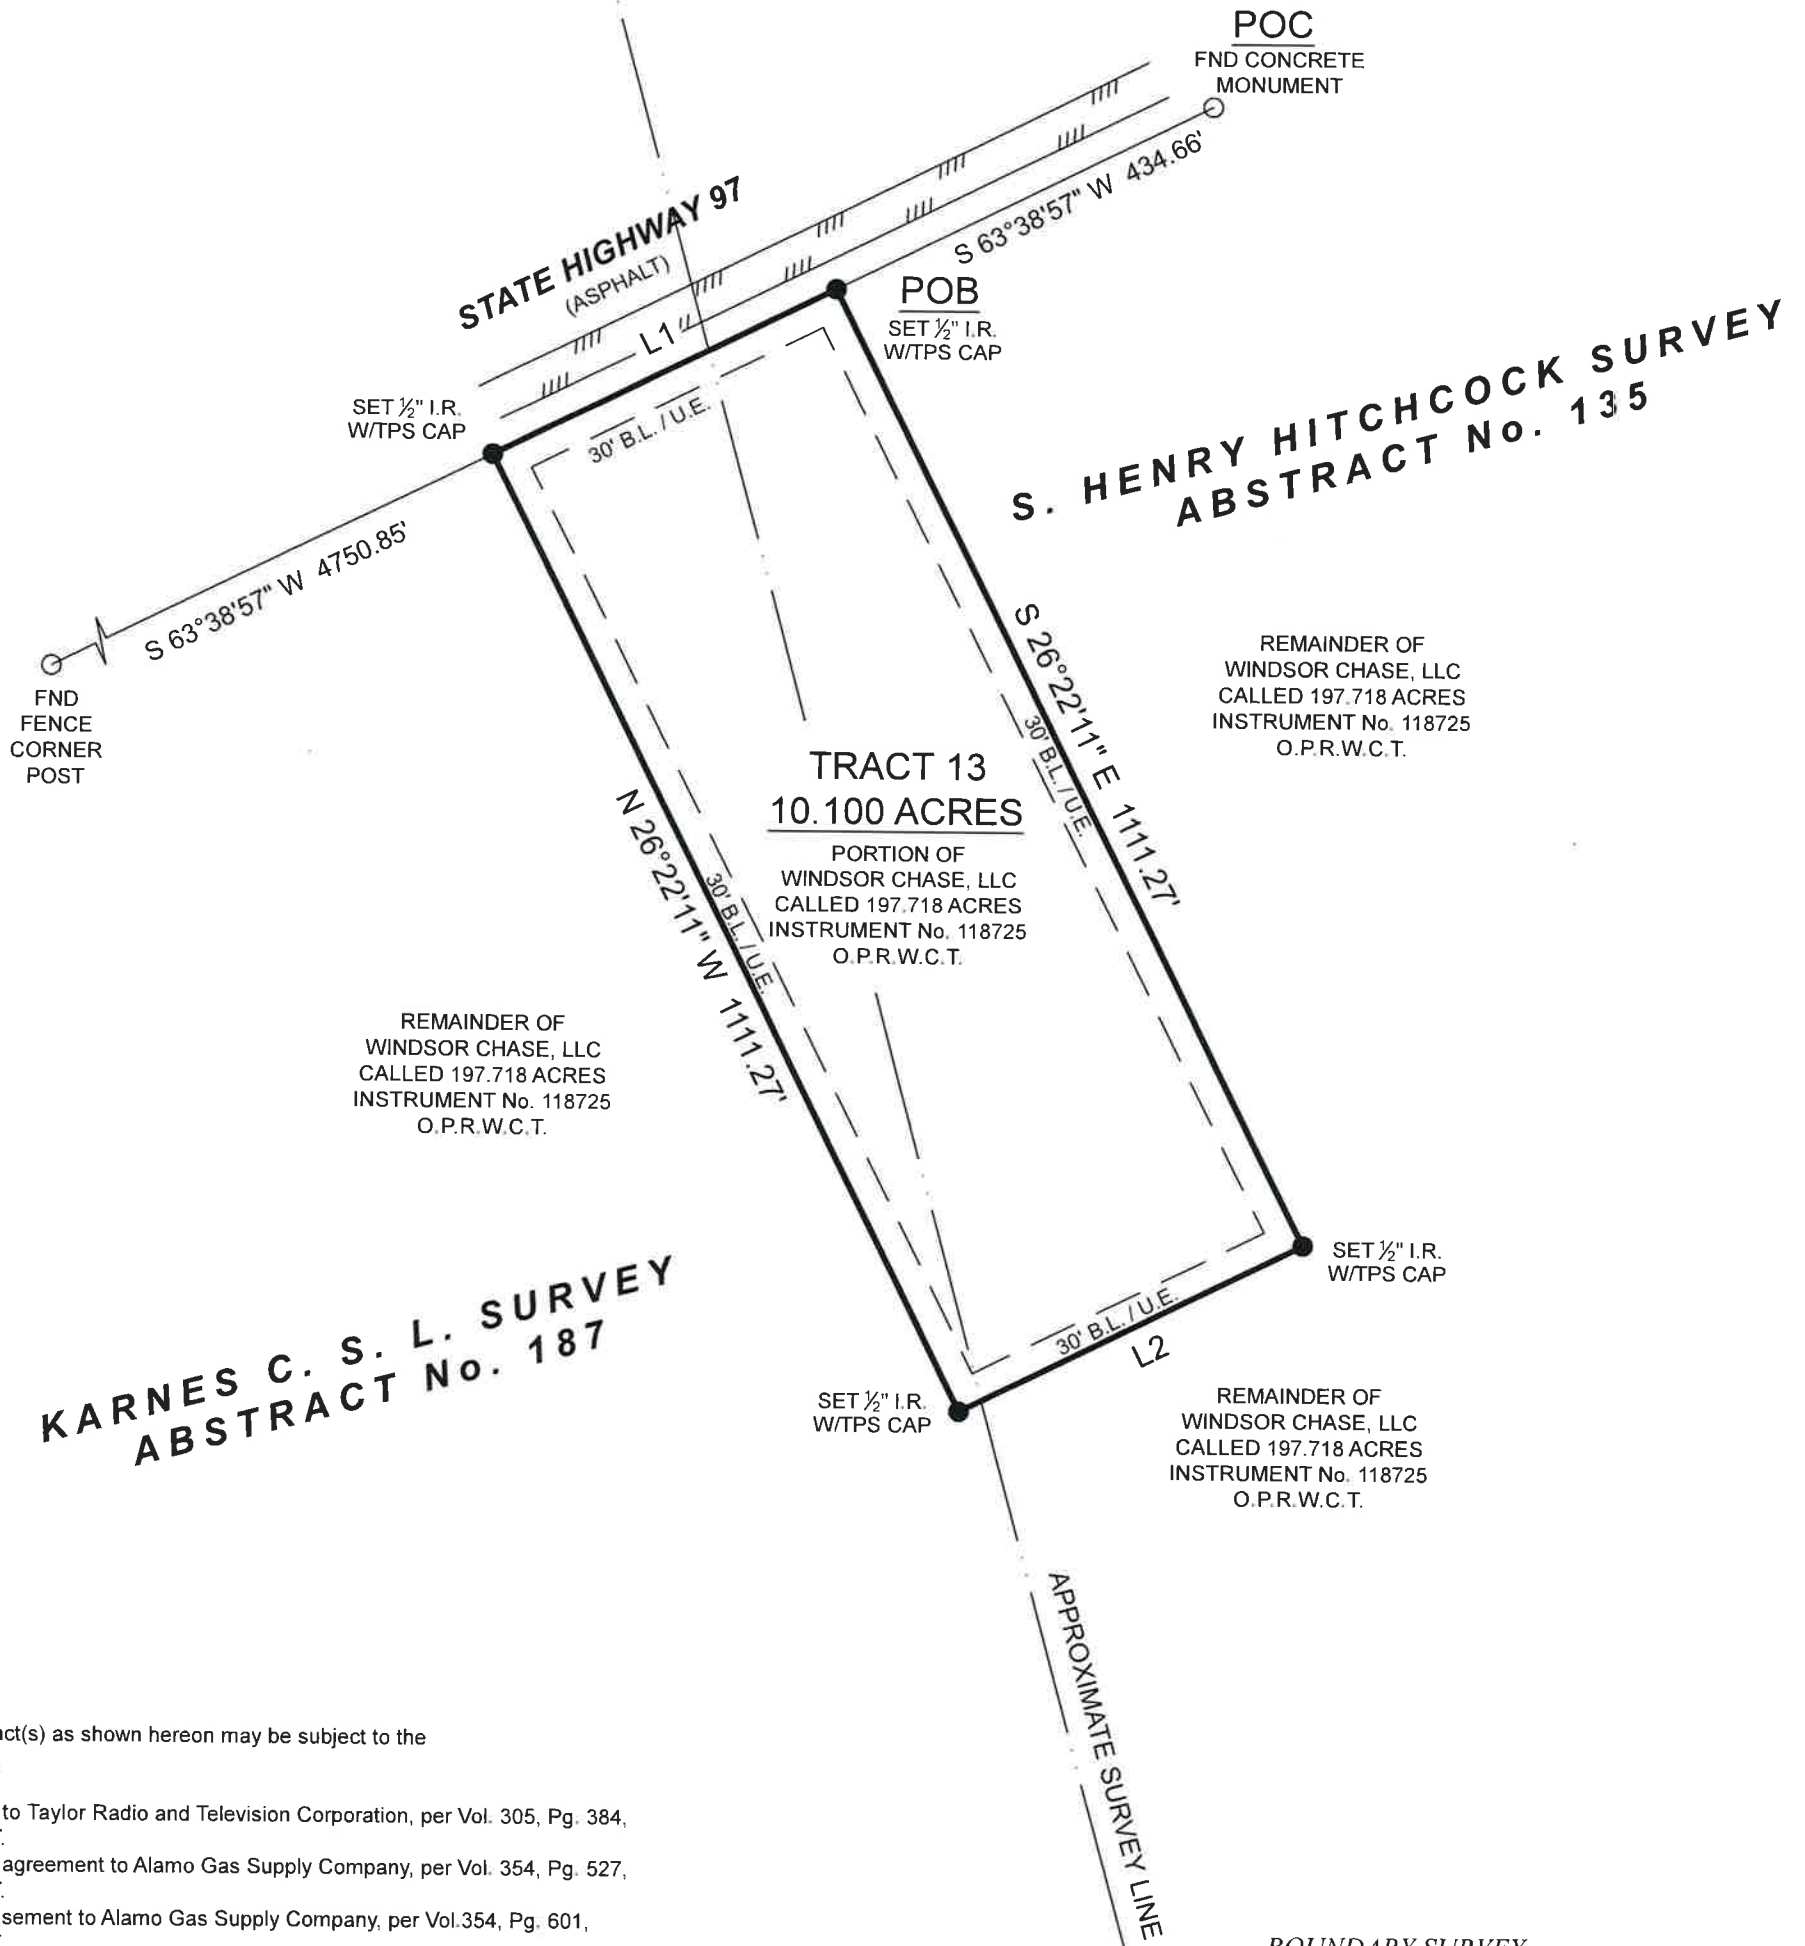 POC
FND CONCRETE
MONUMENT
S 63°38'57" W 434.66'
STATE HIGHWAY 97
(ASPHALT)
L1
POB
SET ½" I.R.
W/TPS CAP
SET ½" I.R.
W/TPS CAP
30' B.L. / U.E.
S. HENRY HITCHCOCK SURVEY
ABSTRACT No. 135
S 63°38'57" W 4750.85'
FND
FENCE
CORNER
POST
S 26°22'11" E 1111.27'
30' B.L. / U.E.
REMAINDER OF
WINDSOR CHASE, LLC
CALLED 197.718 ACRES
INSTRUMENT No. 118725
O.P.R.W.C.T.
TRACT 13
10.100 ACRES
PORTION OF
WINDSOR CHASE, LLC
CALLED 197.718 ACRES
INSTRUMENT No. 118725
O.P.R.W.C.T.
N 26°22'11" W 1111.27'
30' B.L. / U.E.
REMAINDER OF
WINDSOR CHASE, LLC
CALLED 197.718 ACRES
INSTRUMENT No. 118725
O.P.R.W.C.T.
SET ½" I.R.
W/TPS CAP
KARNES C. S. L. SURVEY
ABSTRACT No. 187
30' B.L. / U.E.
L2
SET ½" I.R.
W/TPS CAP
REMAINDER OF
WINDSOR CHASE, LLC
CALLED 197.718 ACRES
INSTRUMENT No. 118725
O.P.R.W.C.T.
APPROXIMATE SURVEY LINE
act(s) as shown hereon may be subject to the
to Taylor Radio and Television Corporation, per Vol. 305, Pg. 384,
agreement to Alamo Gas Supply Company, per Vol. 354, Pg. 527,
sement to Alamo Gas Supply Company, per Vol.354, Pg. 601,
BOUNDARY SURVEY